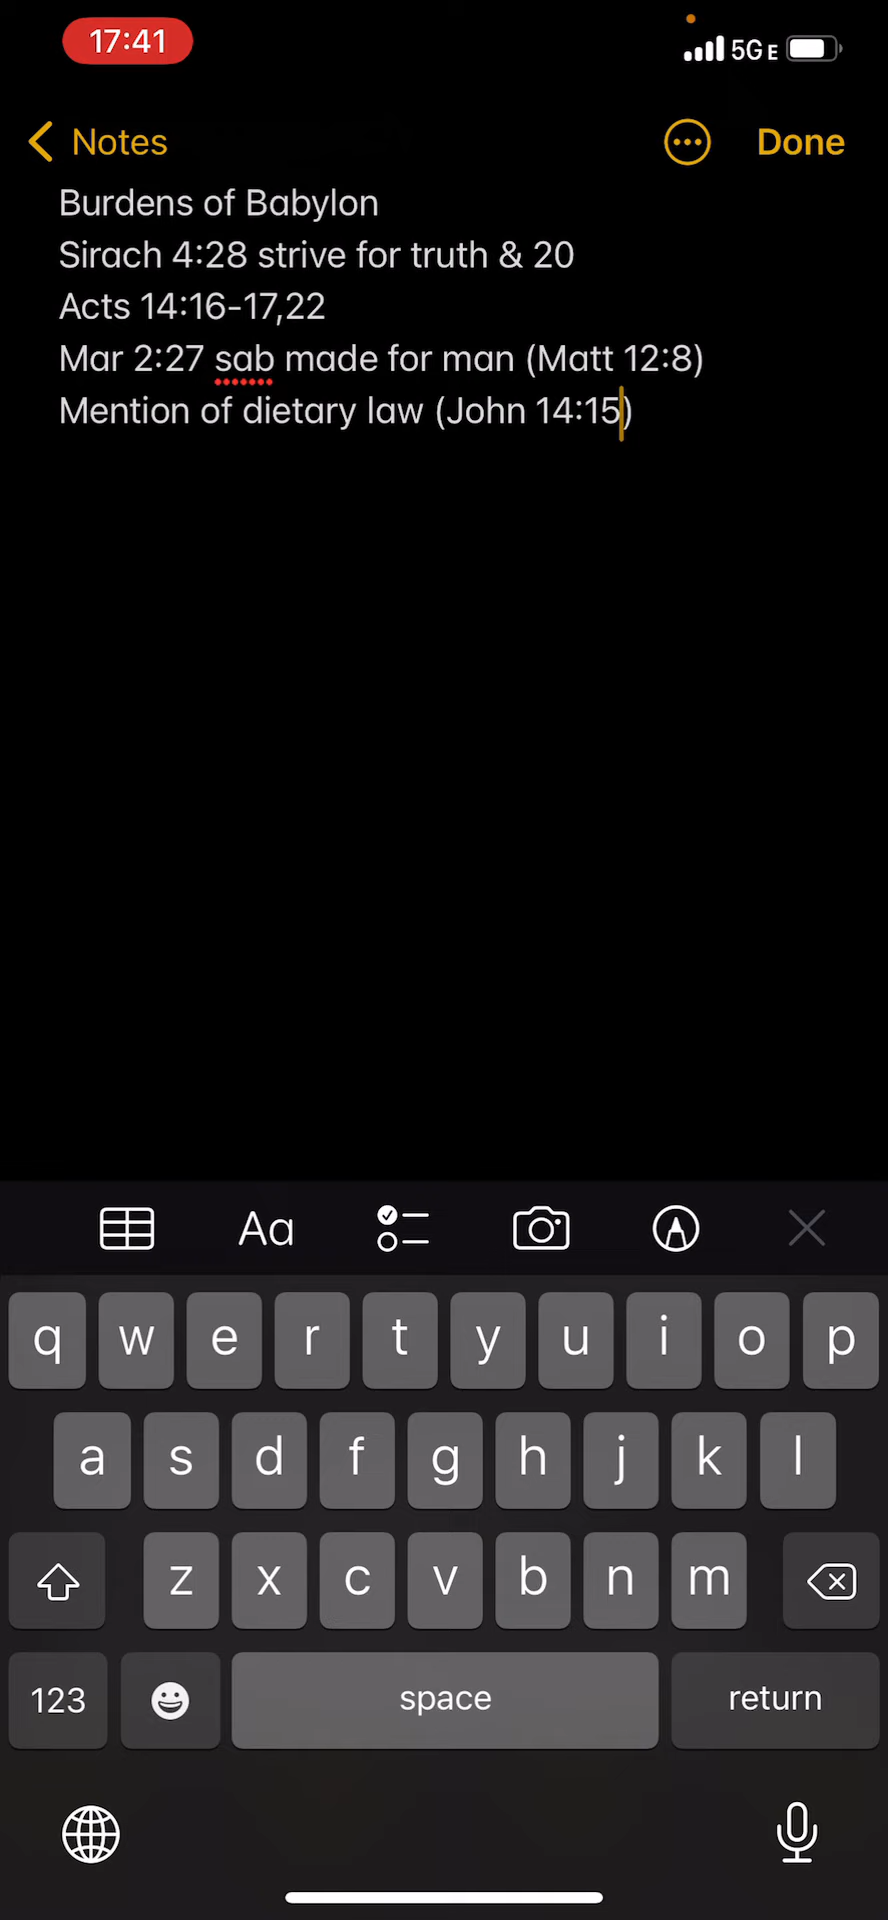 17:41
5GE
Notes
Done
Burdens of Babylon
Sirach 4:28 strive for truth & 20
Acts 14:16-17,22
Mar 2:27 sab made for man (Matt 12:8)
Mention of dietary law (John 14:15)
Aa
q w e r t y u i o p
a s d f g h j k l
z x c v b n m
123 space return